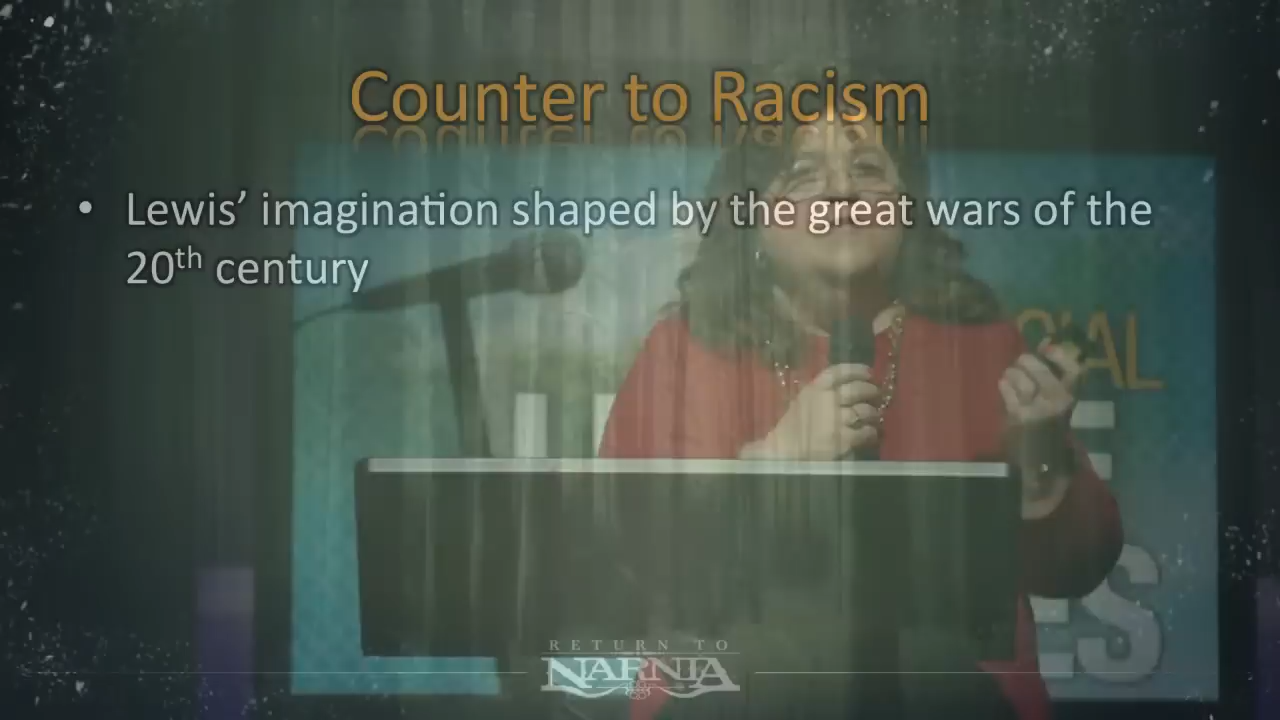 Counter to Racism
• Lewis’ imagination shaped by the great wars of the
20th century
RETURN TO
NARNIA